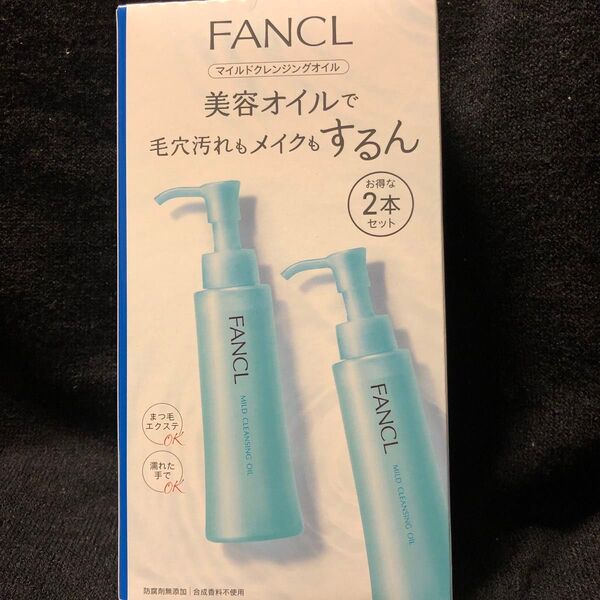 FANCL
マイルドクレンジングオイル
美容オイルで
毛穴汚れもメイクもするん
お得な
2本
セット
FANCL
MILD CLEANSING OIL
FANCL
MILD CLEANSING OIL
まつ毛
エクステ
OK
濡れた
手で
OK
防腐剤無添加|合成香料不使用